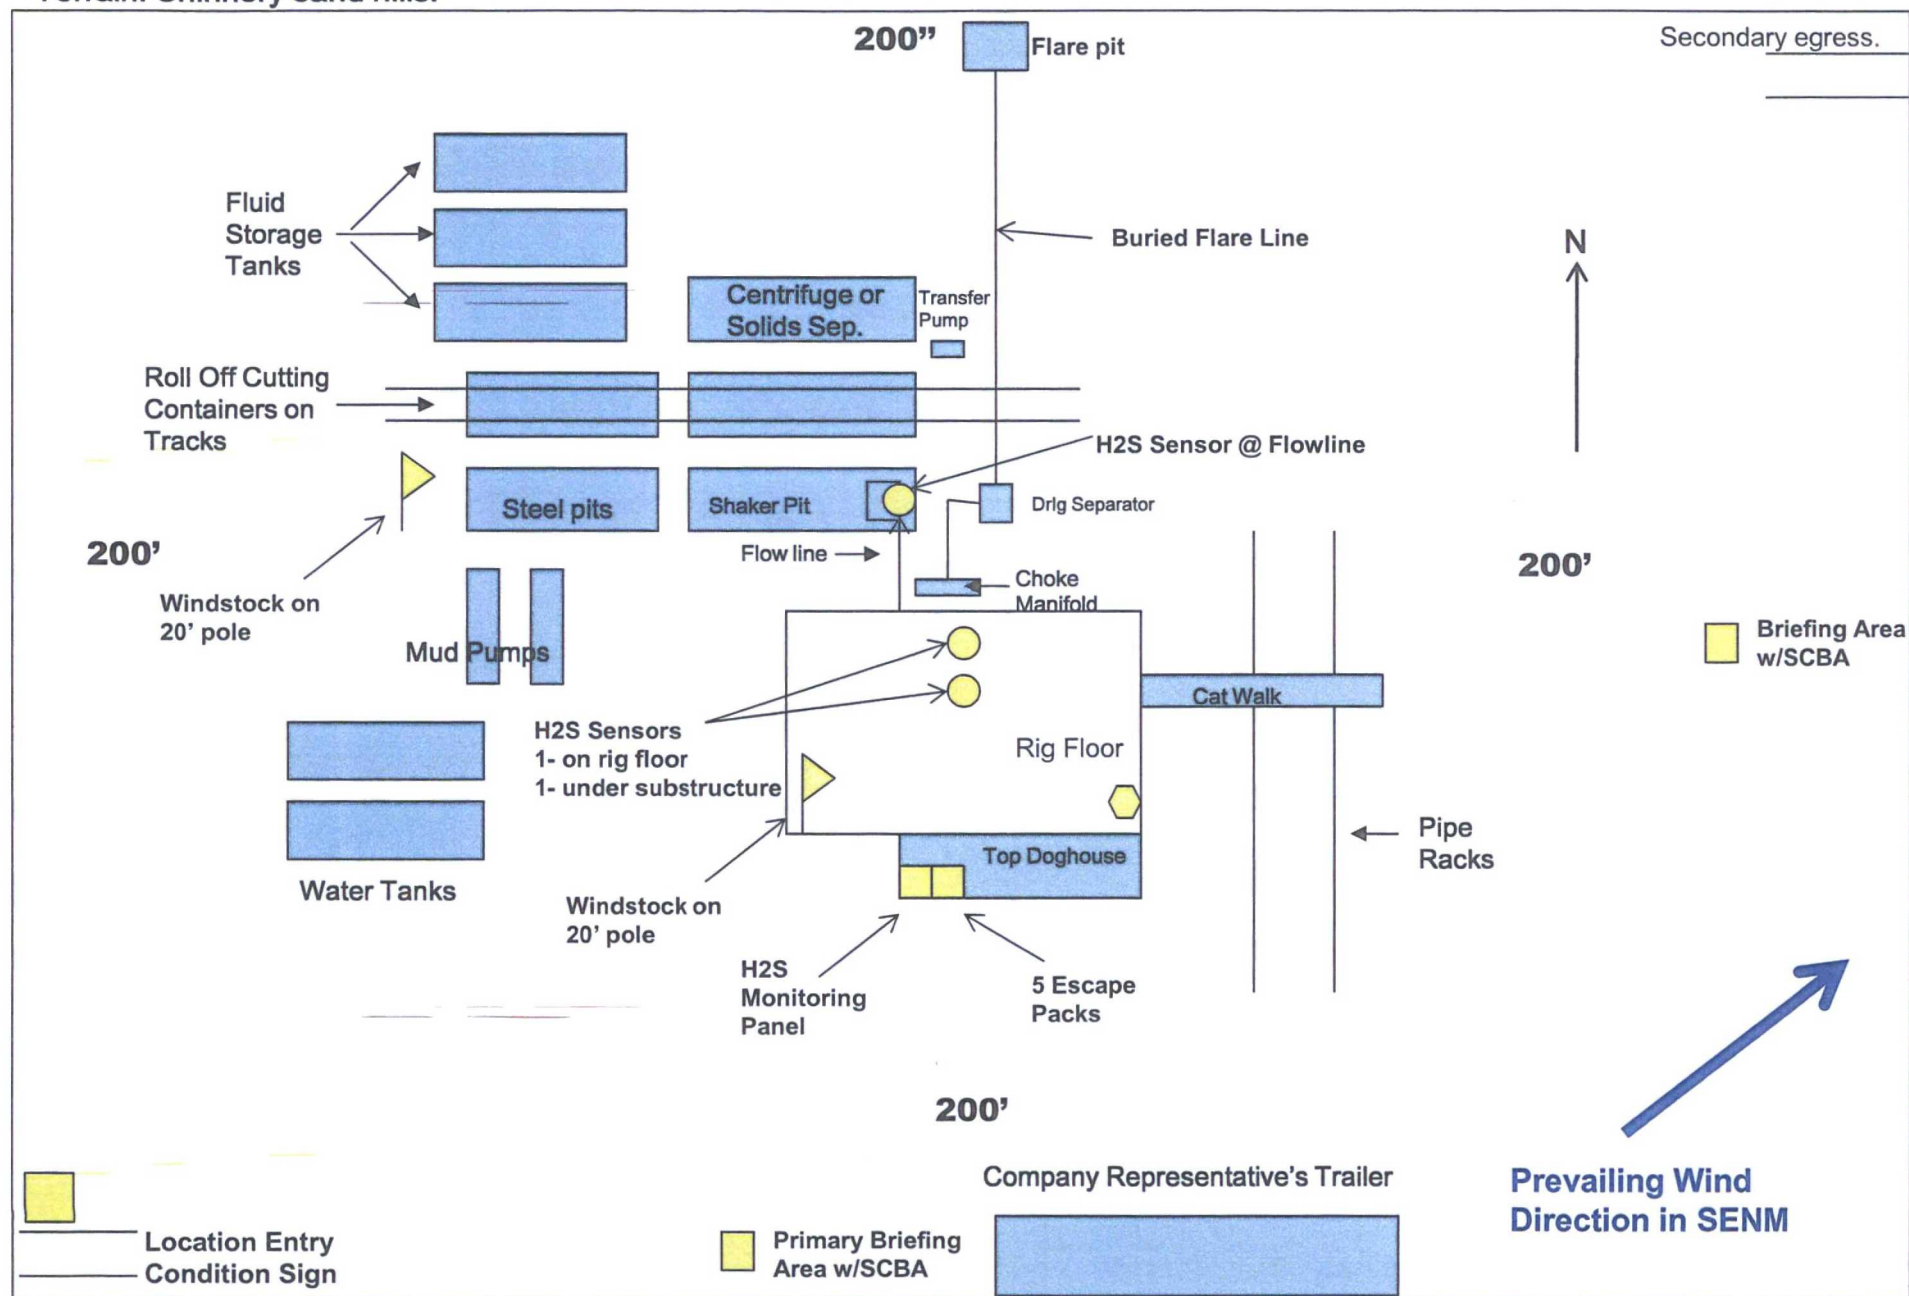 200”
Flare pit
Secondary egress.
Fluid
Storage
Tanks
Buried Flare Line
N
Centrifuge or
Solids Sep.
Transfer
Pump
Roll Off Cutting
Containers on
Tracks
H2S Sensor @ Flowline
Steel pits
Shaker Pit
Drlg Separator
200’
Flow line
200’
Windstock on
20’ pole
Choke
Manifold
Mud Pumps
Briefing Area
w/SCBA
Cat Walk
H2S Sensors
1- on rig floor
1- under substructure
Rig Floor
Pipe
Racks
Top Doghouse
Water Tanks
Windstock on
20’ pole
H2S
Monitoring
Panel
5 Escape
Packs
200’
Company Representative’s Trailer
Prevailing Wind
Direction in SENM
Location Entry
Condition Sign
Primary Briefing
Area w/SCBA